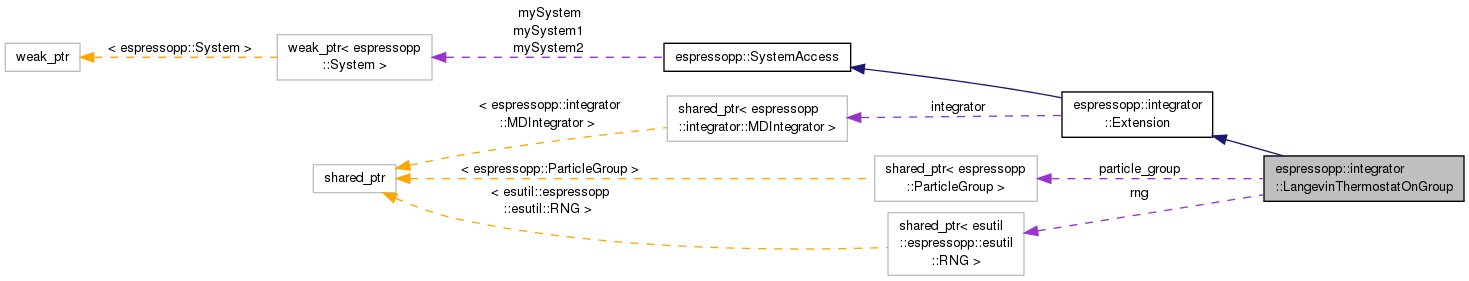 mySystem
mySystem1
mySystem2
< espressopp::System >
weak_ptr
weak_ptr< espressopp
::System >
espressopp::SystemAccess
< espressopp::integrator
::MDIntegrator >
shared_ptr< espressopp
::integrator::MDIntegrator >
integrator
espressopp::integrator
::Extension
shared_ptr
< espressopp::ParticleGroup >
shared_ptr< espressopp
::ParticleGroup >
particle_group
espressopp::integrator
::LangevinThermostatOnGroup
< esutil::espressopp
::esutil::RNG >
rng
shared_ptr< esutil
::espressopp::esutil
::RNG >